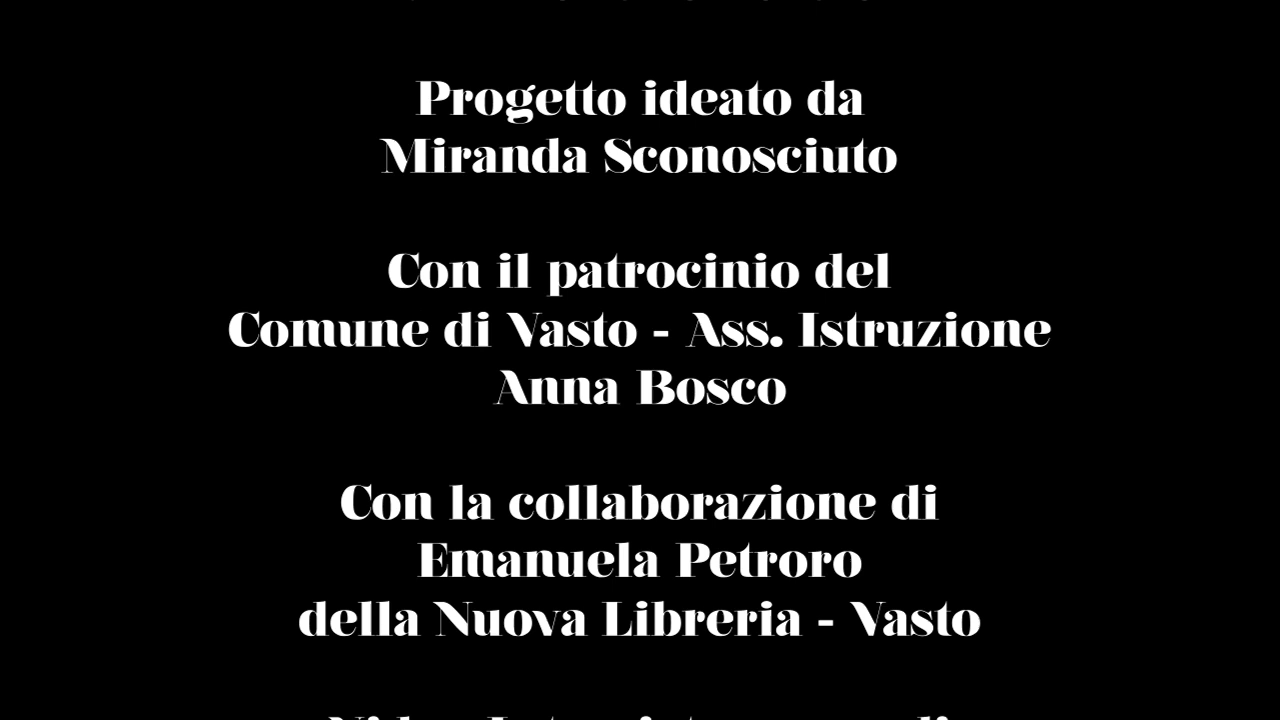 Progetto ideato da
Miranda Sconosciuto
Con il patrocinio del
Comune di Vasto - Ass. Istruzione
Anna Bosco
Con la collaborazione di
Emanuela Petroro
della Nuova Libreria - Vasto